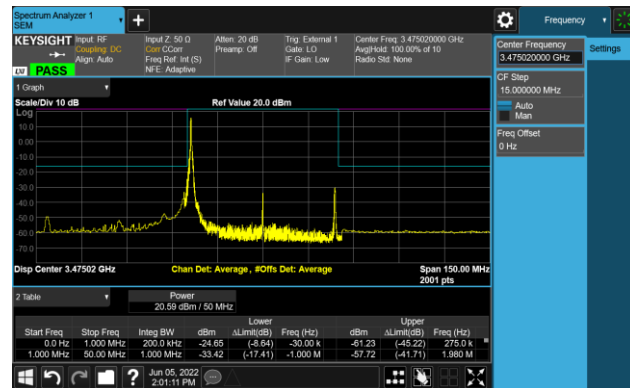 Spectrum Analyzer 1
SEM
+
Frequency
KEYSIGHT Input: RF Input Z: 50 Ω Atten: 20 dB Trig: External 1 Center Freq: 3.475020000 GHz
Coupling: DC Corr CCorr Preamp: Off Gate: LO Avg|Hold: 100.00% of 10
Align: Auto Freq Ref: Int (S) IF Gain: Low Radio Std: None
NFE: Adaptive
LXI PASS
Center Frequency
3.475020000 GHz
Settings
CF Step
15.000000 MHz
Auto
Man
Freq Offset
0 Hz
1 Graph
Scale/Div 10 dB Ref Value 20.0 dBm
Log
10.0
0.00
-10.0
-20.0
-30.0
-40.0
-50.0
-60.0
-70.0
Disp Center 3.47502 GHz Chan Det: Average , #Offs Det: Average Span 150.00 MHz
2001 pts
2 Table
Power
20.59 dBm / 50 MHz
Lower Upper
Start Freq Stop Freq Integ BW dBm ΔLimit(dB) Freq (Hz) dBm ΔLimit(dB) Freq (Hz)
0.0 Hz 1.000 MHz 200.0 kHz -24.65 (-8.64) -30.00 k -61.23 (-45.22) 275.0 k
1.000 MHz 50.00 MHz 1.000 MHz -33.42 (-17.41) -1.000 M -57.72 (-41.71) 1.980 M
? Jun 05, 2022
2:01:11 PM